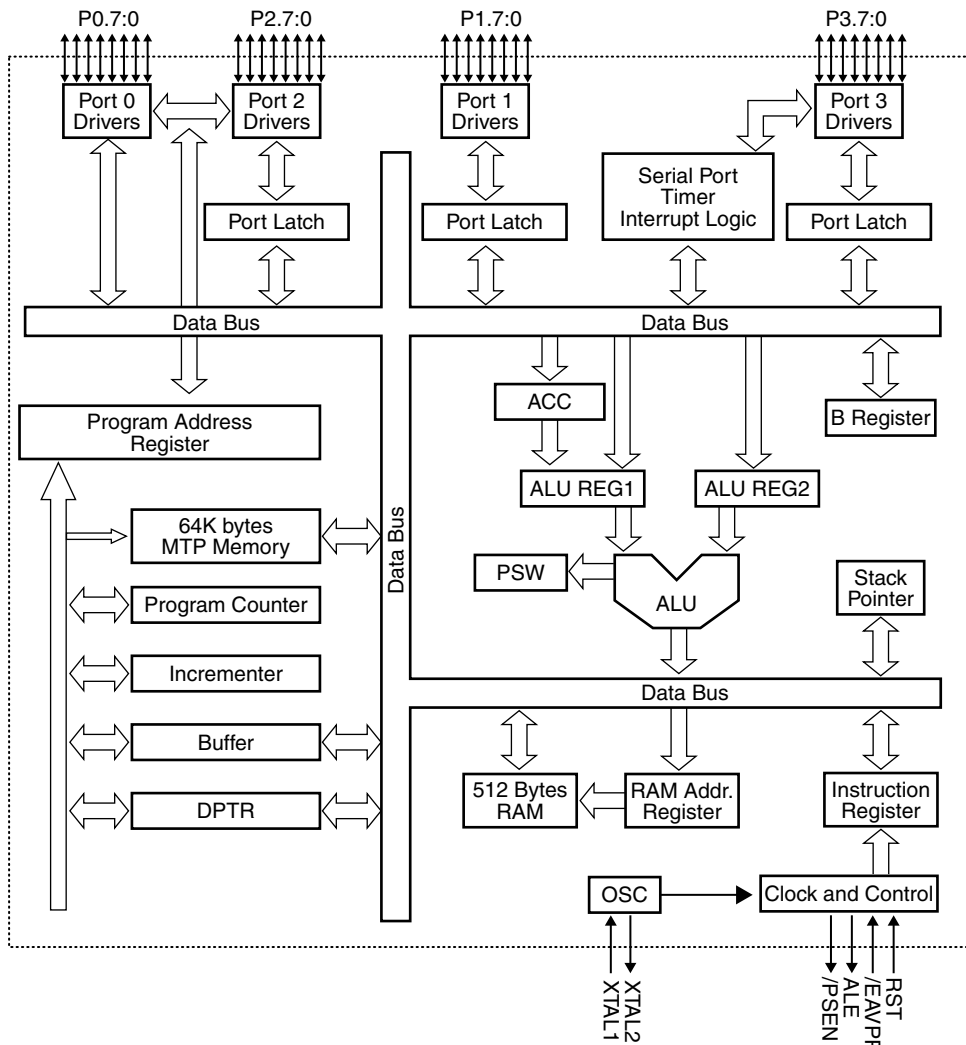 P0.7:0 P2.7:0 P1.7:0 P3.7:0
Port 0
Drivers
Port 2
Drivers
Port 1
Drivers
Port 3
Drivers
Port Latch
Port Latch
Serial Port
Timer
Interrupt Logic
Port Latch
Data Bus
Data Bus
Data Bus
Program Address
Register
ACC
B Register
ALU REG1
ALU REG2
64K bytes
MTP Memory
PSW
ALU
Stack
Pointer
Program Counter
Incrementer
Data Bus
Buffer
512 Bytes
RAM
RAM Addr.
Register
Instruction
Register
DPTR
OSC
Clock and Control
XTAL1
XTAL2
/PSEN
ALE
RST